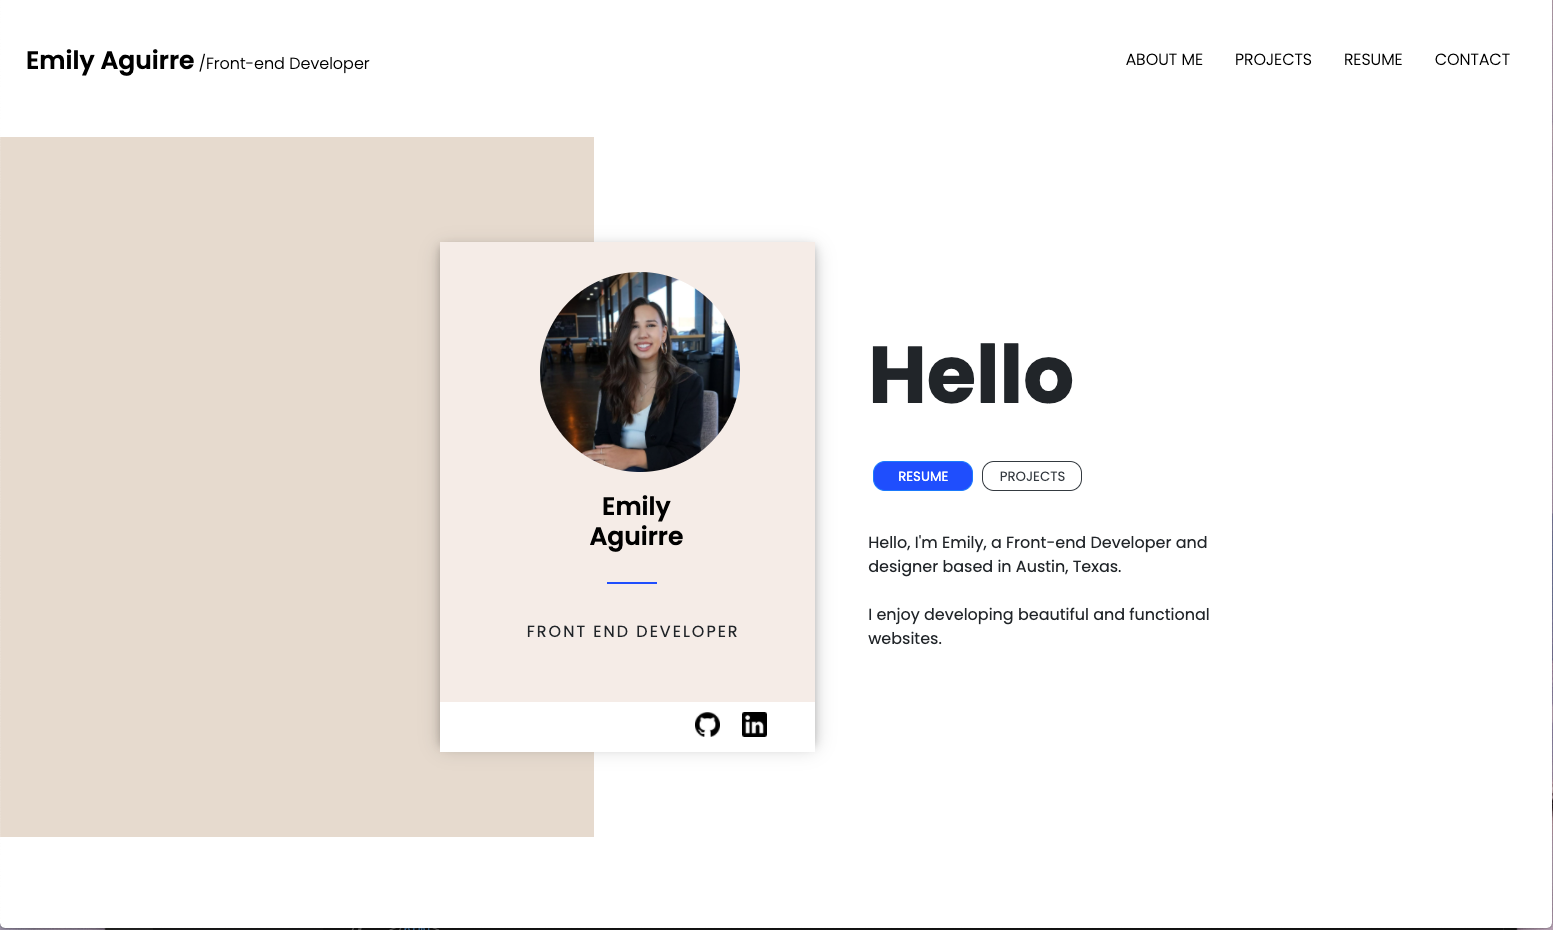 Emily Aguirre /Front-end Developer
ABOUT ME PROJECTS RESUME CONTACT
Emily
Aguirre
FRONT END DEVELOPER
in
Hello
RESUME PROJECTS
Hello, I'm Emily, a Front-end Developer and
designer based in Austin, Texas.
I enjoy developing beautiful and functional
websites.